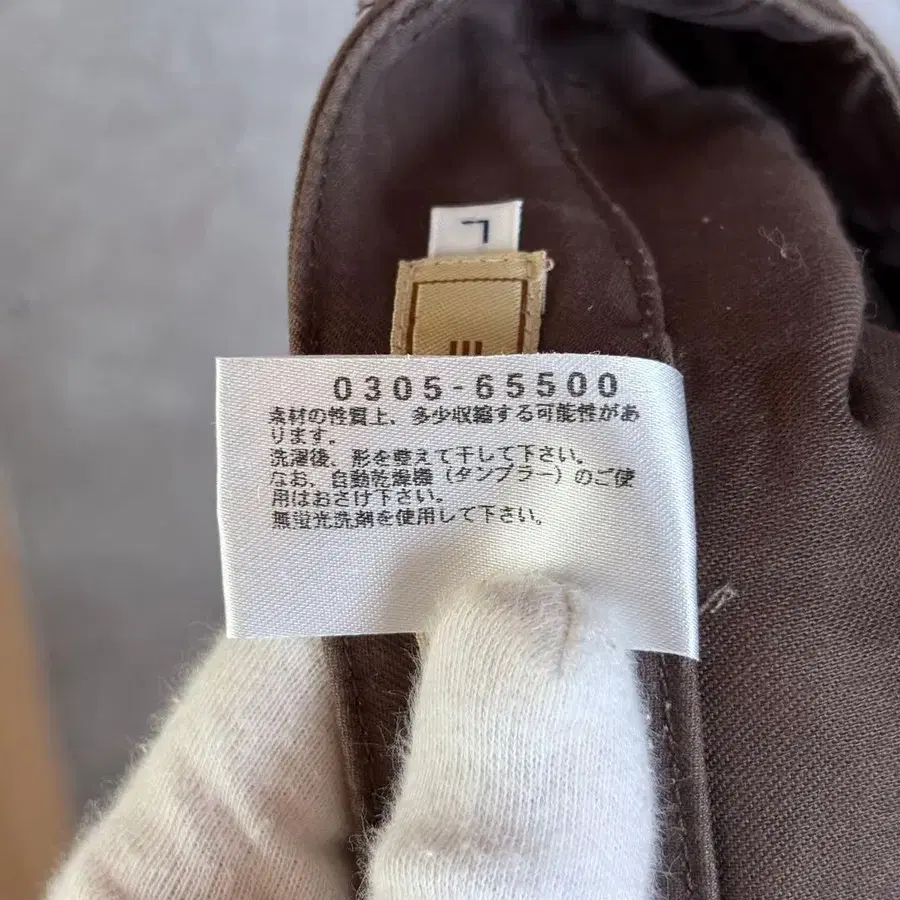 L
0305-65500
素材の性質上、多少収縮する可能性があ
ります。
洗濯後、形を整えて干して下さい。
なお、自動乾燥機（タンブラー）のご使
用はおさけ下さい。
無蛍光洗剤を使用して下さい。